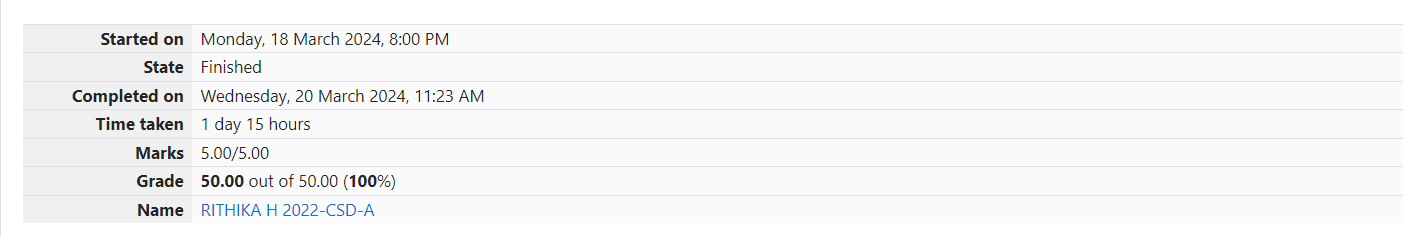 Started on Monday, 18 March 2024, 8:00 PM
State Finished
Completed on Wednesday, 20 March 2024, 11:23 AM
Time taken 1 day 15 hours
Marks 5.00/5.00
Grade 50.00 out of 50.00 (100%)
Name RITHIKA H 2022-CSD-A